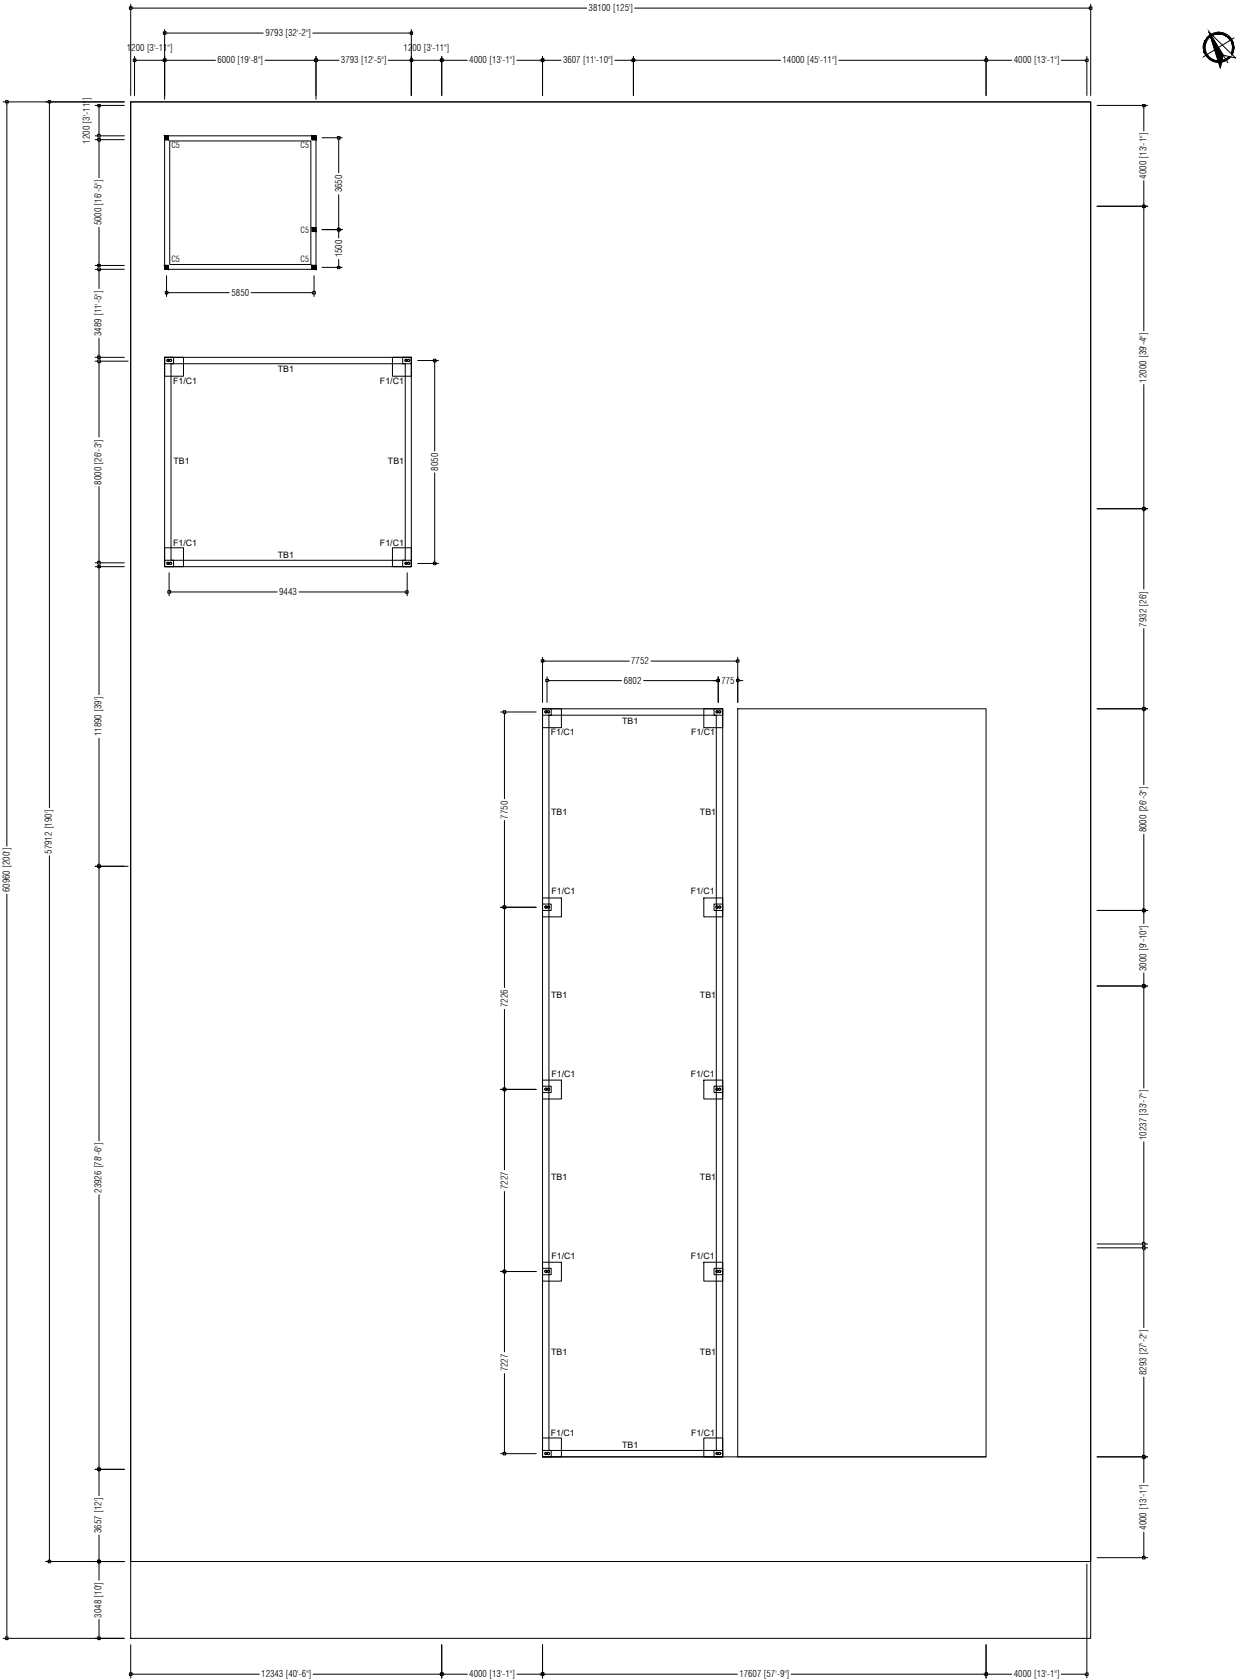 38100 [125']
9793 [32'-2"]
1200 [3'-11"]
1200 [3'-11"]
6000 [19'-8"]
3793 [12'-5"]
4000 [13'-1"]
3607 [11'-10"]
14000 [45'-11"]
4000 [13'-1"]
1200 [3'-11"]
5000 [16'-5"]
3489 [11'-5"]
8000 [26'-3"]
11890 [39']
23926 [78'-6"]
3657 [12']
3048 [10']
57912 [190']
60960 [200']
C5
C5
C5
C5
C5
3650
1500
5850
TB1
F1/C1
F1/C1
TB1
TB1
8050
F1/C1
F1/C1
TB1
9443
7752
6802
775
TB1
F1/C1
F1/C1
7750
TB1
TB1
F1/C1
F1/C1
7226
TB1
TB1
F1/C1
F1/C1
7227
TB1
TB1
F1/C1
F1/C1
7227
TB1
TB1
F1/C1
F1/C1
TB1
4000 [13'-1"]
12000 [39'-4"]
7932 [26']
8000 [26'-3"]
3000 [9'-10"]
10237 [33'-7"]
8293 [27'-2"]
4000 [13'-1"]
12343 [40'-6"]
4000 [13'-1"]
17607 [57'-9"]
4000 [13'-1"]